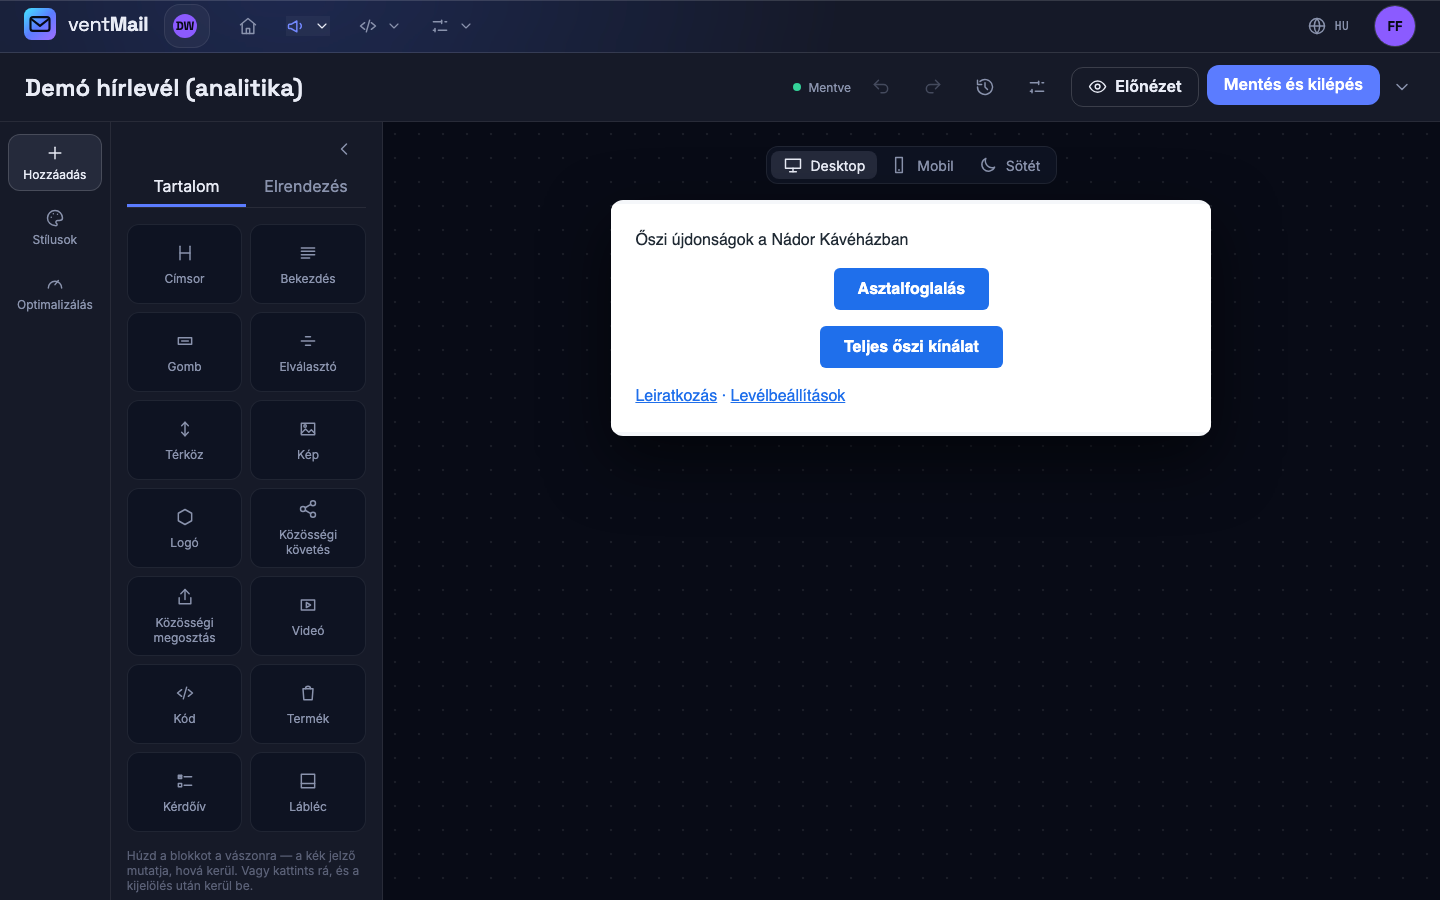 ventMail
DW
HU
FF
Demó hírlevél (analitika)
Mentve
Előnézet
Mentés és kilépés
Hozzáadás
Stílusok
Optimalizálás
Tartalom
Elrendezés
Címsor
Bekezdés
Gomb
Elválasztó
Térköz
Kép
Logó
Közösségi
követés
Közösségi
megosztás
Videó
Kód
Termék
Kérdőív
Lábléc
Húzd a blokkot a vászonra — a kék jelző
mutatja, hová kerül. Vagy kattints rá, és a
kijelölés után kerül be.
Desktop
Mobil
Sötét
Őszi újdonságok a Nádor Kávéházban
Asztalfoglalás
Teljes őszi kínálat
Leiratkozás · Levélbeállítások